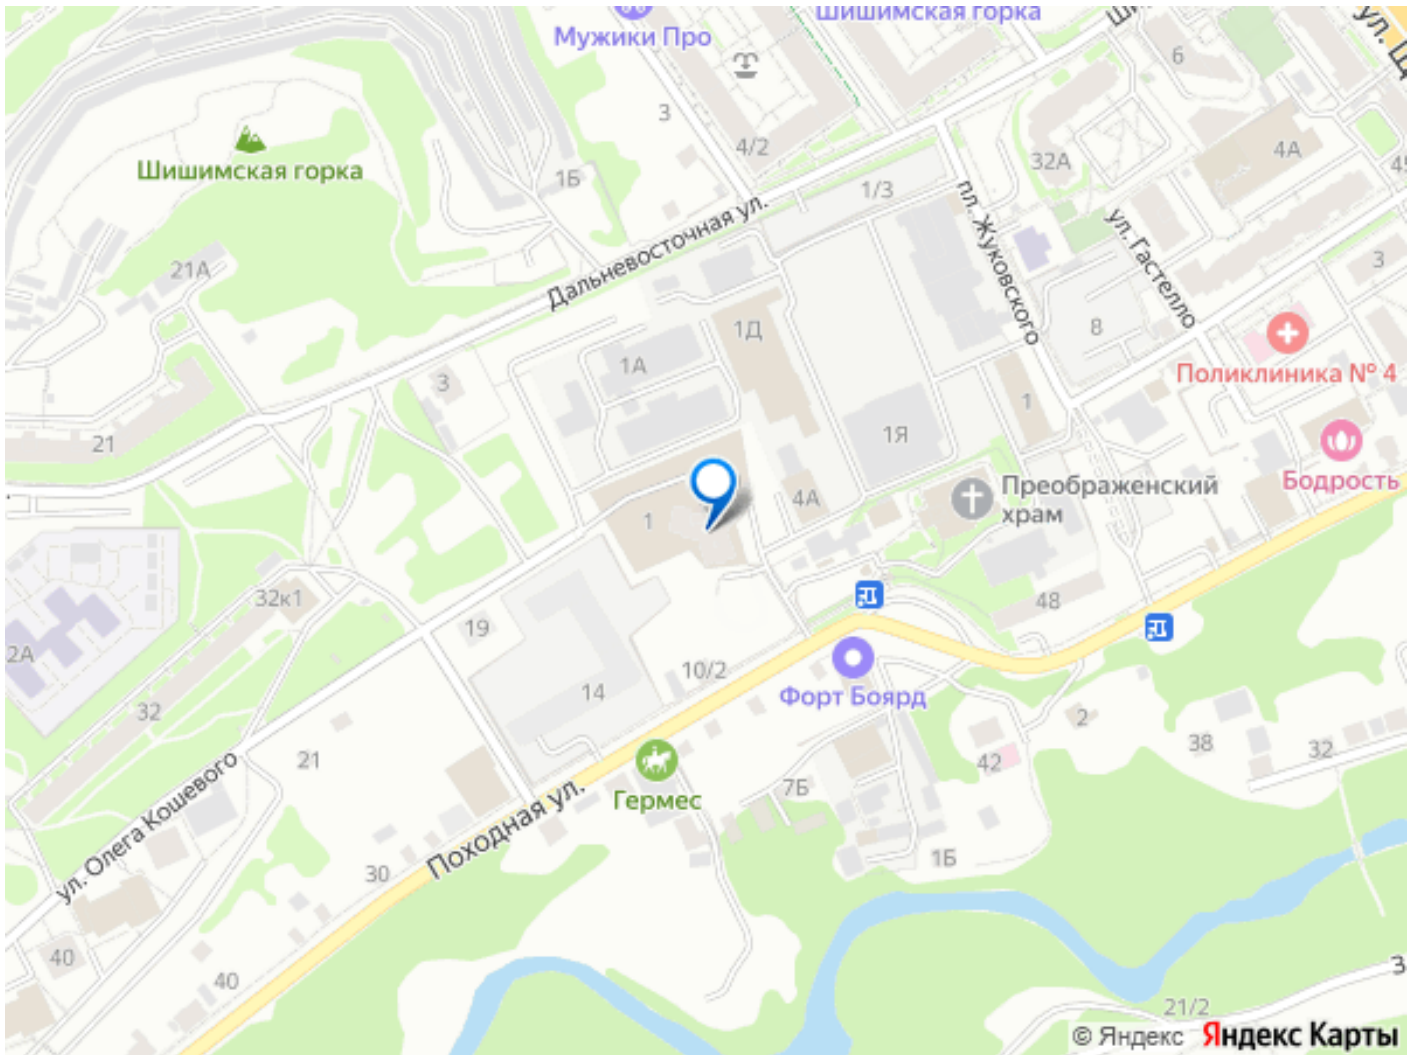 Мужики Про
Шишимская горка
ул. Щ
6
3
4/2
32А
4А
45
Шишимская горка
1Б
1/3
пл. Жуковского
ул. Гастелло
Дальневосточная ул.
21А
3
1Д
8
1А
Поликлиника № 4
3
1
21
1Я
Бодрость
4А
Преображенский
храм
1
32к1
48
19
2А
10/2
14
Форт Боярд
32
2
38
32
21
42
7Б
Гермес
ул. Олега Кошевого
Походная ул.
1Б
30
40
40
З
21/2
© Яндекс Яндекс Карты